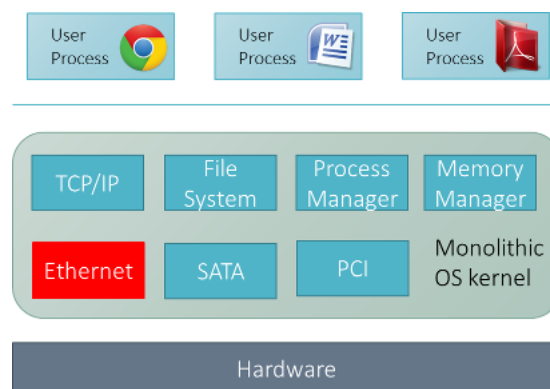 User
Process
User
Process
W
User
Process
TCP/IP
File
System
Process
Manager
Memory
Manager
Ethernet
SATA
PCI
Monolithic
OS kernel
Hardware